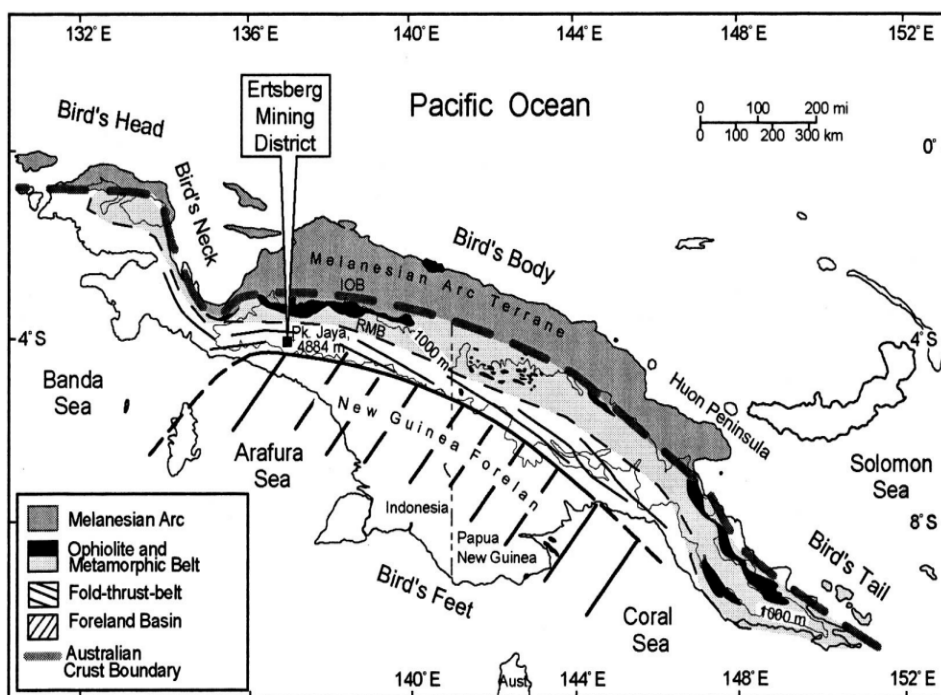 132°E
136°E
140°E
144°E
148°E
152°E
Ertsberg
Mining
District
Pacific Ocean
0 100 200 mi
0 100 200 300 km
Bird's Head
0°
Bird's Neck
Bird's Body
Melanesian Arc Terrane
IOB
RMB
1000 m
Pk. Jaya,
4884 m
4°S
4°S
Banda
Sea
Huon Peninsula
New Guinea Forelan
Arafura
Sea
Solomon
Sea
Indonesia
Papua
New Guinea
8°S
Bird's Tail
Bird's Feet
Coral
Sea
1000 m
Melanesian Arc
Ophiolite and
Metamorphic Belt
Fold-thrust-belt
Foreland Basin
Australian
Crust Boundary
Aust.
136°E
140°E
144°E
148°E
152°E